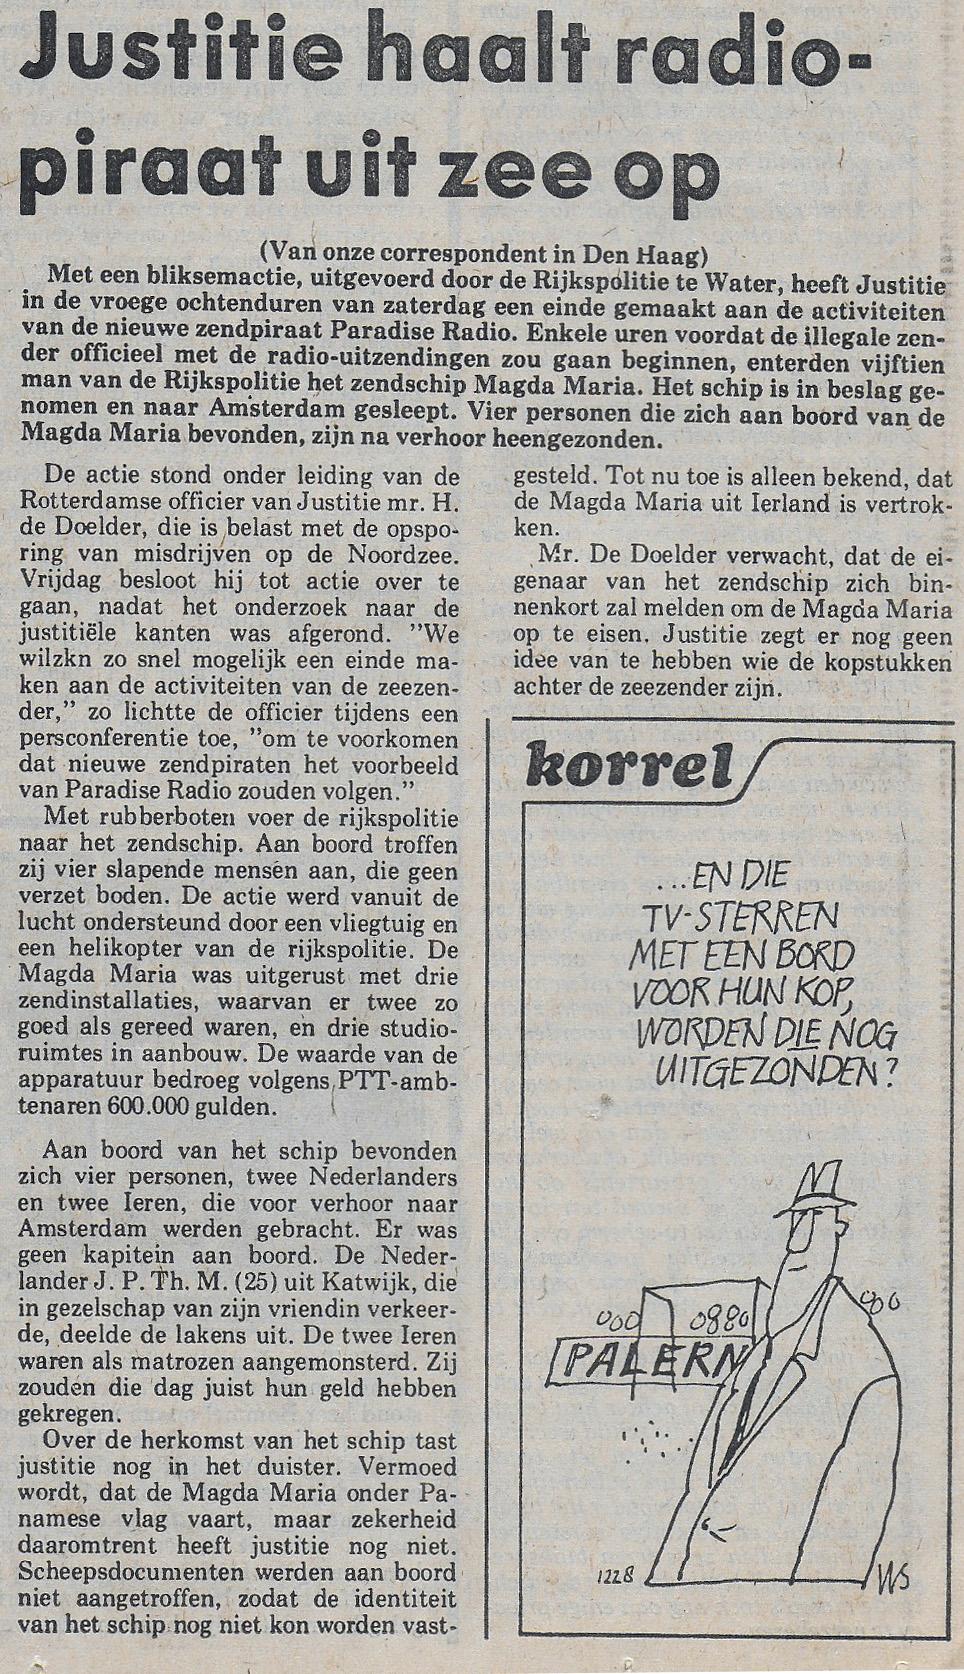 Justitie haalt radio-
piraat uit zee op
(Van onze correspondent in Den Haag)
Met een bliksemactie, uitgevoerd door de Rijkspolitie te Water, heeft Justitie
in de vroege ochtenduren van zaterdag een einde gemaakt aan de activiteiten
van de nieuwe zendpiraat Paradise Radio. Enkele uren voordat de illegale zen-
der officieel met de radio-uitzendingen zou gaan beginnen, enterden vijftien
man van de Rijkspolitie het zendschip Magda Maria. Het schip is in beslag ge-
nomen en naar Amsterdam gesleept. Vier personen die zich aan boord van de
Magda Maria bevonden, zijn na verhoor heengezonden.
De actie stond onder leiding van de
Rotterdamse officier van Justitie mr. H.
de Doelder, die is belast met de opspo-
ring van misdrijven op de Noordzee.
Vrijdag besloot hij tot actie over te
gaan, nadat het onderzoek naar de
justitiële kanten was afgerond. "We
wilzkn zo snel mogelijk een einde ma-
ken aan de activiteiten van de zeezen-
der," zo lichtte de officier tijdens een
persconferentie toe, "om te voorkomen
dat nieuwe zendpiraten het voorbeeld
van Paradise Radio zouden volgen."
Met rubberboten voer de rijkspolitie
naar het zendschip. Aan boord troffen
zij vier slapende mensen aan, die geen
verzet boden. De actie werd vanuit de
lucht ondersteund door een vliegtuig en
een helikopter van de rijkspolitie. De
Magda Maria was uitgerust met drie
zendinstallaties, waarvan er twee zo
goed als gereed waren, en drie studio-
ruimtes in aanbouw. De waarde van de
apparatuur bedroeg volgens PTT-amb-
tenaren 600.000 gulden.
Aan boord van het schip bevonden
zich vier personen, twee Nederlanders
en twee Ieren, die voor verhoor naar
Amsterdam werden gebracht. Er was
geen kapitein aan boord. De Neder-
lander J. P. Th. M. (25) uit Katwijk, die
in gezelschap van zijn vriendin verkeer-
de, deelde de lakens uit. De twee Ieren
waren als matrozen aangemonsterd. Zij
zouden die dag juist hun geld hebben
gekregen.
Over de herkomst van het schip tast
justitie nog in het duister. Vermoed
wordt, dat de Magda Maria onder Pa-
namese vlag vaart, maar zekerheid
daaromtrent heeft justitie nog niet.
Scheepsdocumenten werden aan boord
niet aangetroffen, zodat de identiteit
van het schip nog niet kon worden vast-
gesteld. Tot nu toe is alleen bekend, dat
de Magda Maria uit Ierland is vertrok-
ken.
Mr. De Doelder verwacht, dat de ei-
genaar van het zendschip zich bin-
nenkort zal melden om de Magda Maria
op te eisen. Justitie zegt er nog geen
idee van te hebben wie de kopstukken
achter de zeezender zijn.
korrel
...EN DIE
TV-STERREN
MET EEN BORD
VOOR HUN KOP,
WORDEN DIE NOG
UITGEZONDEN?
PALERN
1228
WS